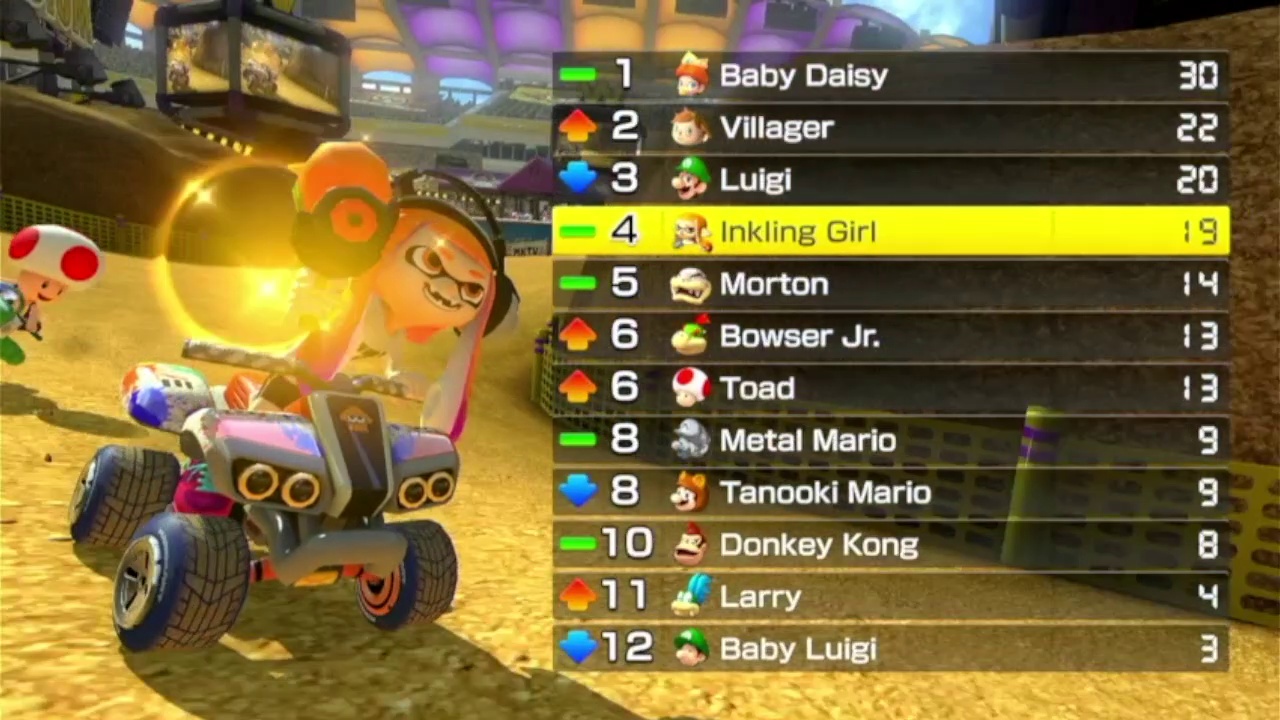 1 Baby Daisy 30
2 Villager 22
3 Luigi 20
4 Inkling Girl 19
5 Morton 14
6 Bowser Jr. 13
6 Toad 13
8 Metal Mario 9
8 Tanooki Mario 9
10 Donkey Kong 8
11 Larry 4
12 Baby Luigi 3
MKTV